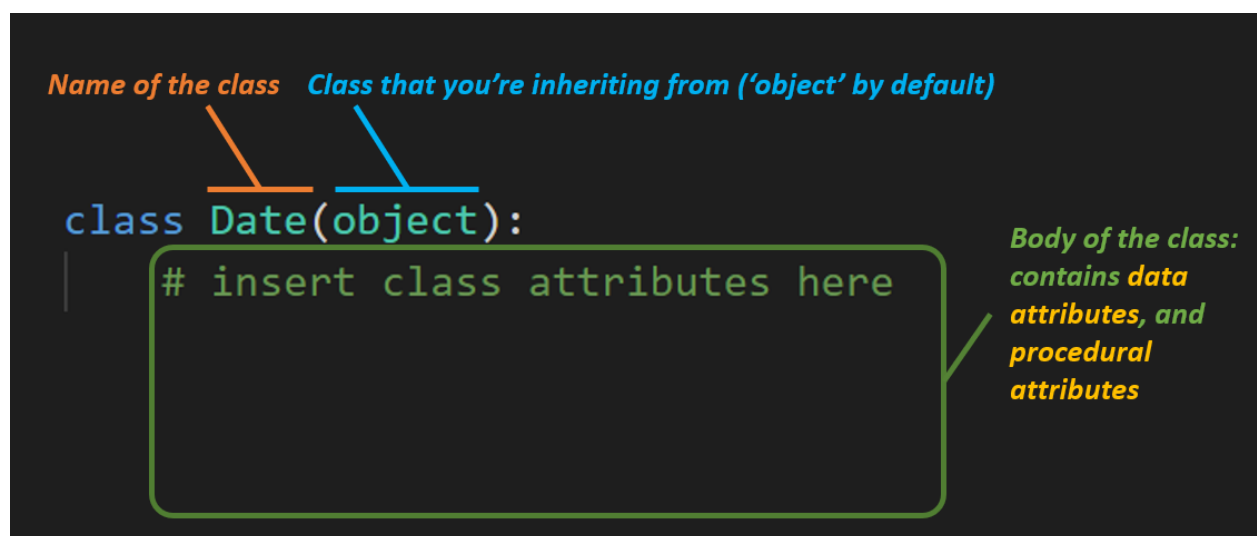 Name of the class
Class that you’re inheriting from (‘object’ by default)
class Date(object):
# insert class attributes here
Body of the class:
contains data
attributes, and
procedural
attributes